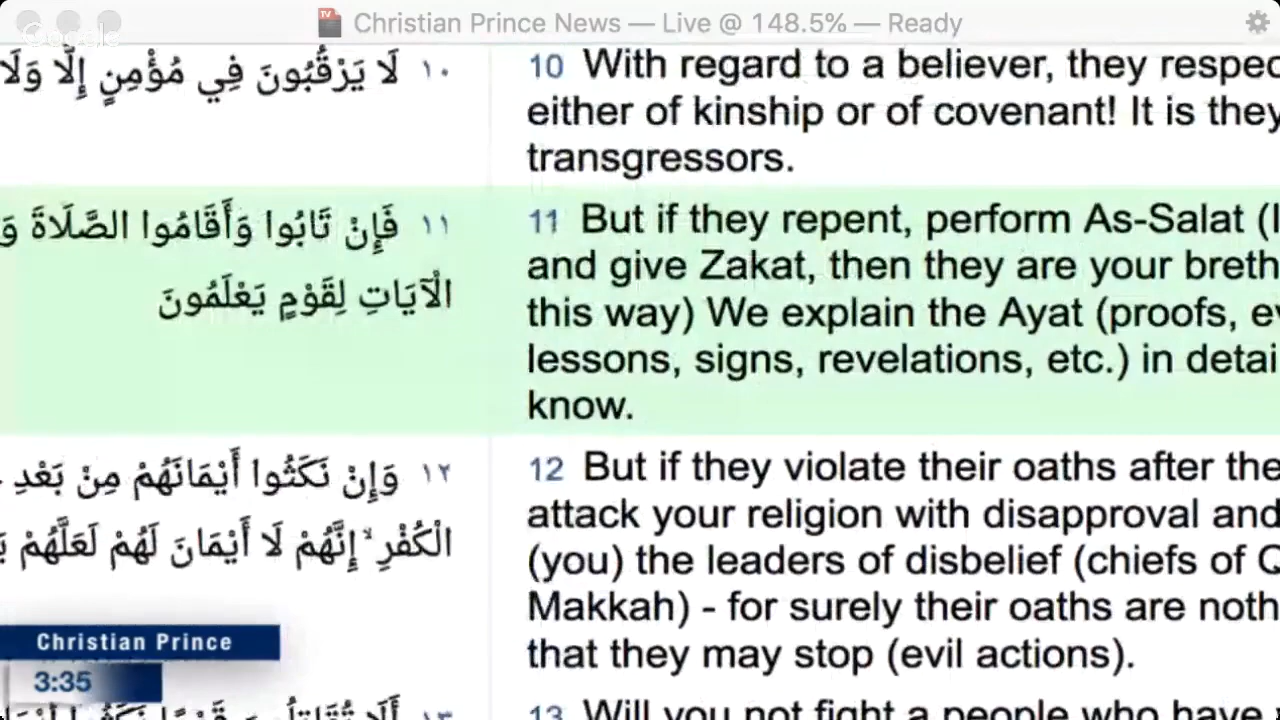 Christian Prince News — Live @ 148.5% — Ready
Google
لَا يَرْقُبُونَ فِي مُؤْمِنٍ إِلًّا وَلَا ١٠
10 With regard to a believer, they respec
either of kinship or of covenant! It is they
transgressors.
فَإِنْ تَابُوا وَأَقَامُوا الصَّلَاةَ وَ ١١
الْآيَاتِ لِقَوْمٍ يَعْلَمُونَ
11 But if they repent, perform As-Salat (I
and give Zakat, then they are your breth
this way) We explain the Ayat (proofs, ev
lessons, signs, revelations, etc.) in detai
know.
وَإِنْ نَكَثُوا أَيْمَانَهُمْ مِنْ بَعْدِ ١٢
الْكُفْرِ ۙ إِنَّهُمْ لَا أَيْمَانَ لَهُمْ لَعَلَّهُمْ
12 But if they violate their oaths after the
attack your religion with disapproval and
(you) the leaders of disbelief (chiefs of Q
Makkah) - for surely their oaths are noth
that they may stop (evil actions).
13 Will you not fight a people who have
Christian Prince
3:35